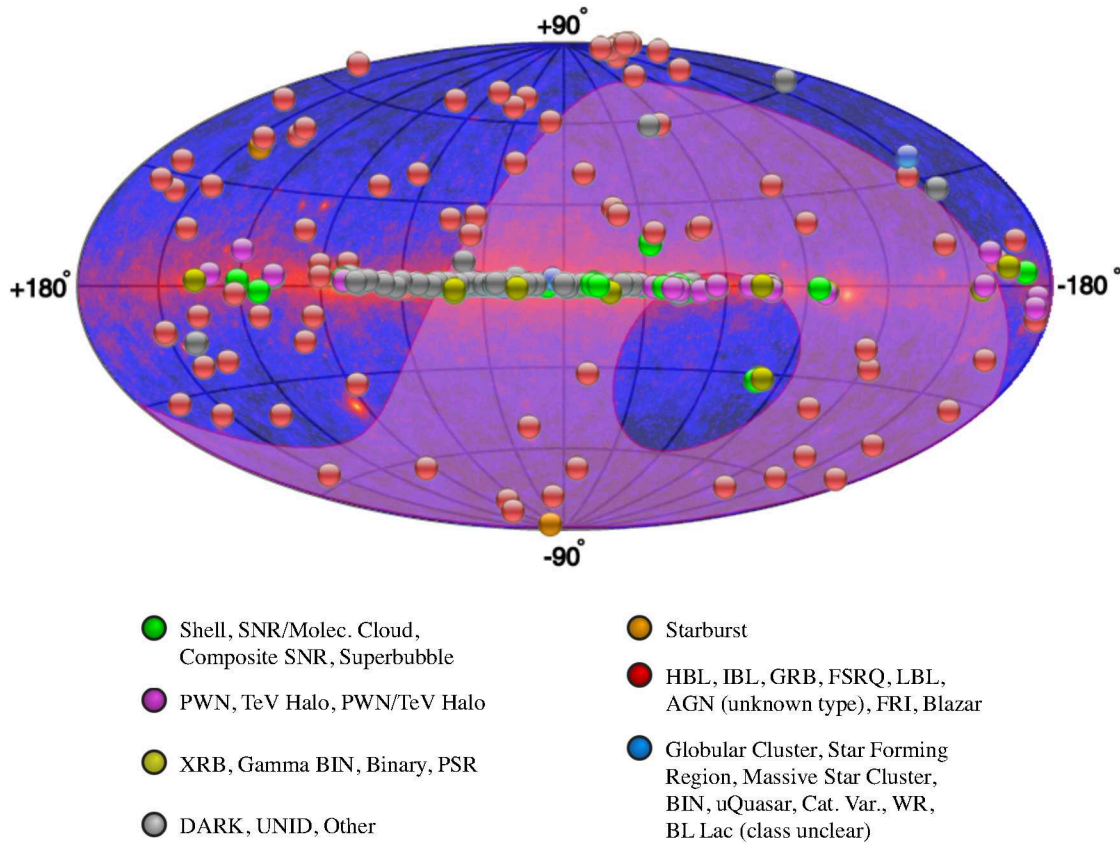 +90°
+180°
-180°
-90°
Shell, SNR/Molec. Cloud,
Composite SNR, Superbubble
PWN, TeV Halo, PWN/TeV Halo
XRB, Gamma BIN, Binary, PSR
DARK, UNID, Other
Starburst
HBL, IBL, GRB, FSRQ, LBL,
AGN (unknown type), FRI, Blazar
Globular Cluster, Star Forming
Region, Massive Star Cluster,
BIN, uQuasar, Cat. Var., WR,
BL Lac (class unclear)